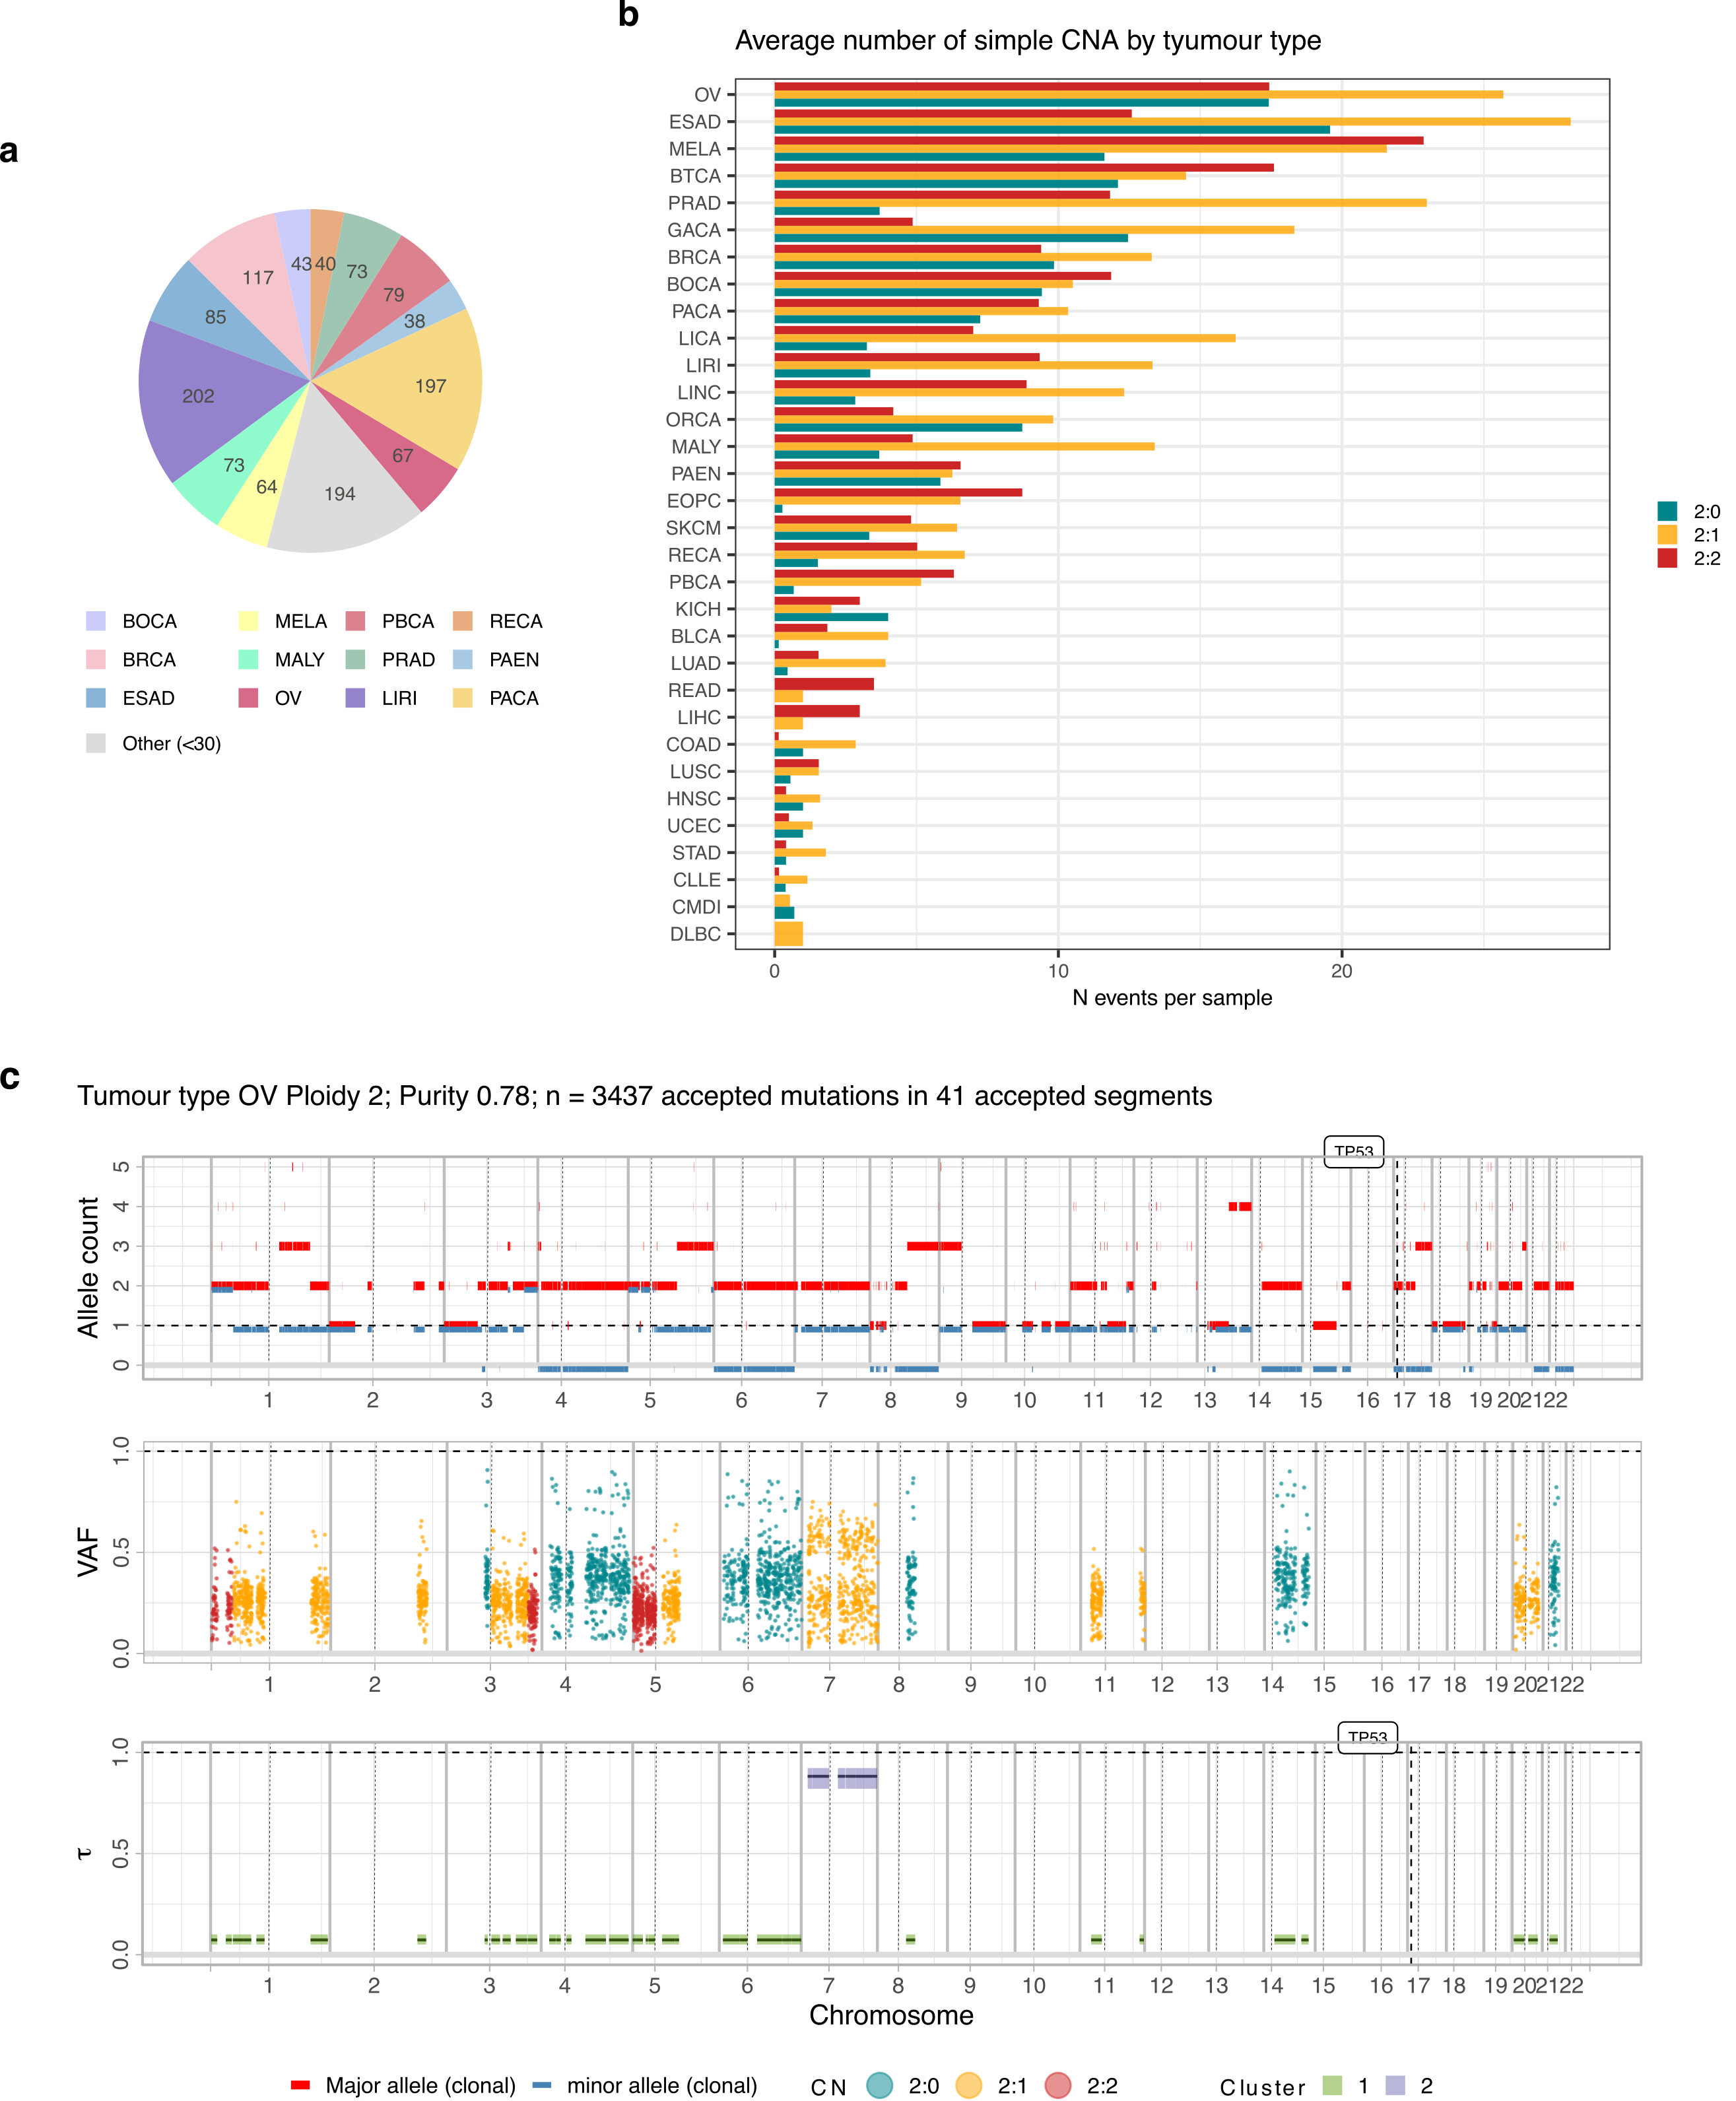 b
Average number of simple CNA by tyumour type
a
43 40 73
117 79
85 38
202 197
73 67
64 194
BOCA MELA PBCA RECA
BRCA MALY PRAD PAEN
ESAD OV LIRI PACA
Other (<30)
OV
ESAD
MELA
BTCA
PRAD
GACA
BRCA
BOCA
PACA
LICA
LIRI
LINC
ORCA
MALY
PAEN
EOPC
SKCM
RECA
PBCA
KICH
BLCA
LUAD
READ
LIHC
COAD
LUSC
HNSC
UCEC
STAD
CLLE
CMDI
DLBC
0 10 20
N events per sample
2:0
2:1
2:2
c
Tumour type OV Ploidy 2; Purity 0.78; n = 3437 accepted mutations in 41 accepted segments
TP53
Allele count
5
4
3
2
1
0
1 2 3 4 5 6 7 8 9 10 11 12 13 14 15 16 17 18 19 20 21 22
VAF
1.0
0.5
0.0
1 2 3 4 5 6 7 8 9 10 11 12 13 14 15 16 17 18 19 20 21 22
TP53
τ
1.0
0.5
0.0
1 2 3 4 5 6 7 8 9 10 11 12 13 14 15 16 17 18 19 20 21 22
Chromosome
Major allele (clonal) minor allele (clonal) CN 2:0 2:1 2:2 Cluster 1 2